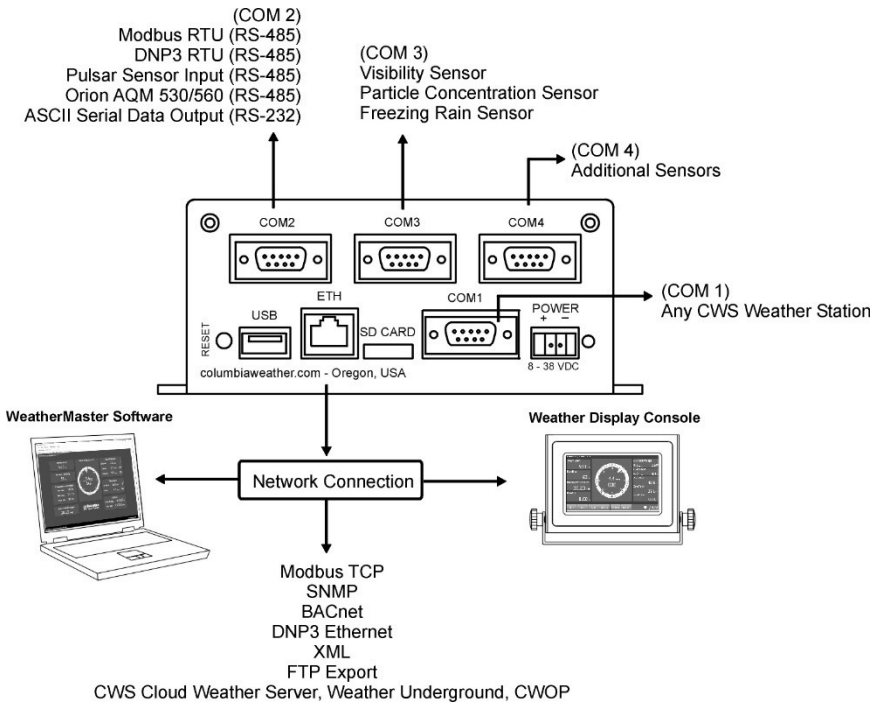 (COM 2)
Modbus RTU (RS-485)
DNP3 RTU (RS-485)
Pulsar Sensor Input (RS-485)
Orion AQM 530/560 (RS-485)
ASCII Serial Data Output (RS-232)
(COM 3)
Visibility Sensor
Particle Concentration Sensor
Freezing Rain Sensor
(COM 4)
Additional Sensors
COM2
COM3
COM4
(COM 1)
Any CWS Weather Station
RESET
USB
ETH
SD CARD
COM1
POWER
+ −
8 - 38 VDC
columbiaweather.com - Oregon, USA
WeatherMaster Software
Weather Display Console
Network Connection
Modbus TCP
SNMP
BACnet
DNP3 Ethernet
XML
FTP Export
CWS Cloud Weather Server, Weather Underground, CWOP